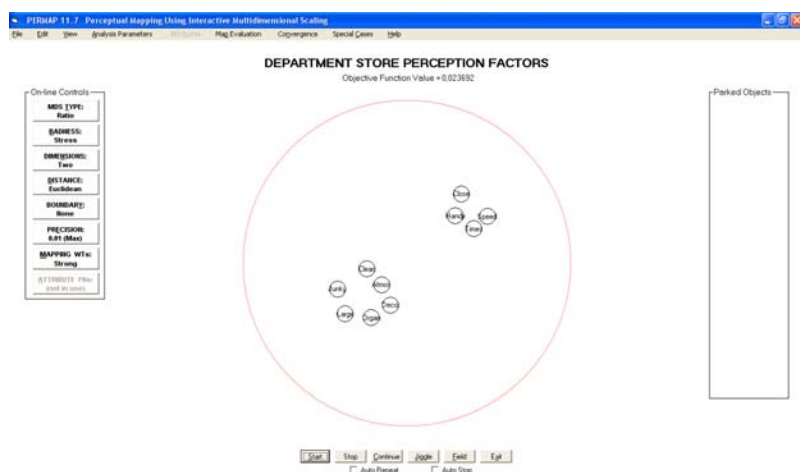 PERMAP 11.7 Perceptual Mapping Using Interactive Multidimensional Scaling
File Edit View Analysis Parameters Attributes Map Evaluation Convergence Special Cases Help
DEPARTMENT STORE PERCEPTION FACTORS
Objective Function Value = 0,023692
On-line Controls
MDS TYPE:
Ratio
BADNESS:
Stress
DIMENSIONS:
Two
DISTANCE:
Euclidean
BOUNDARY:
None
PRECISION:
0.01 (Max)
MAPPING WTs:
Strong
ATTRIBUTE Filter
(not in use)
Parked Objects
Close
Handy
Speed
Times
Clean
Atmos
Junky
Decor
Large
Organ
Start Stop Continue Jiggle Field Exit
Auto Repeat Auto Stop